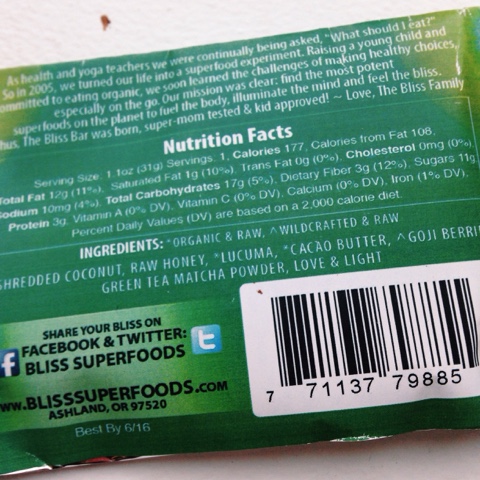 As health and yoga teachers we were continually being asked, "What should I eat?"
So in 2005, we turned our life into a superfood experiment. Raising a young child and
ommitted to eating organic, we soon learned the challenges of making healthy choices,
especially on the go. Our mission was clear, find the most potent
superfoods on the planet to fuel the body, illuminate the mind and feel the bliss.
hus, The Bliss Bar was born, super-mom tested & kid approved! ~ Love, The Bliss Family
Nutrition Facts
Serving Size: 1.1oz (31g) Servings: 1, Calories 177, Calories from Fat 108,
Total Fat 12g (11%), Saturated Fat 1g (10%), Trans Fat 0g (0%), Cholesterol 0mg (0%),
Sodium 10mg (4%), Total Carbohydrates 17g (5%), Dietary Fiber 3g (12%), Sugars 11g
Protein 3g, Vitamin A (0% DV), Vitamin C (0% DV), Calcium (0% DV), Iron (1% DV).
Percent Daily Values (DV) are based on a 2,000 calorie diet.
INGREDIENTS: *ORGANIC & RAW, ^WILDCRAFTED & RAW
SHREDDED COCONUT, RAW HONEY, *LUCUMA, *CACAO BUTTER, ^GOJI BERRI
GREEN TEA MATCHA POWDER, LOVE & LIGHT
SHARE YOUR BLISS ON
f FACEBOOK & TWITTER: t
BLISS SUPERFOODS
WWW.BLISSSUPERFOODS.COM
ASHLAND, OR 97520
Best By 6/16
7 71137 79885